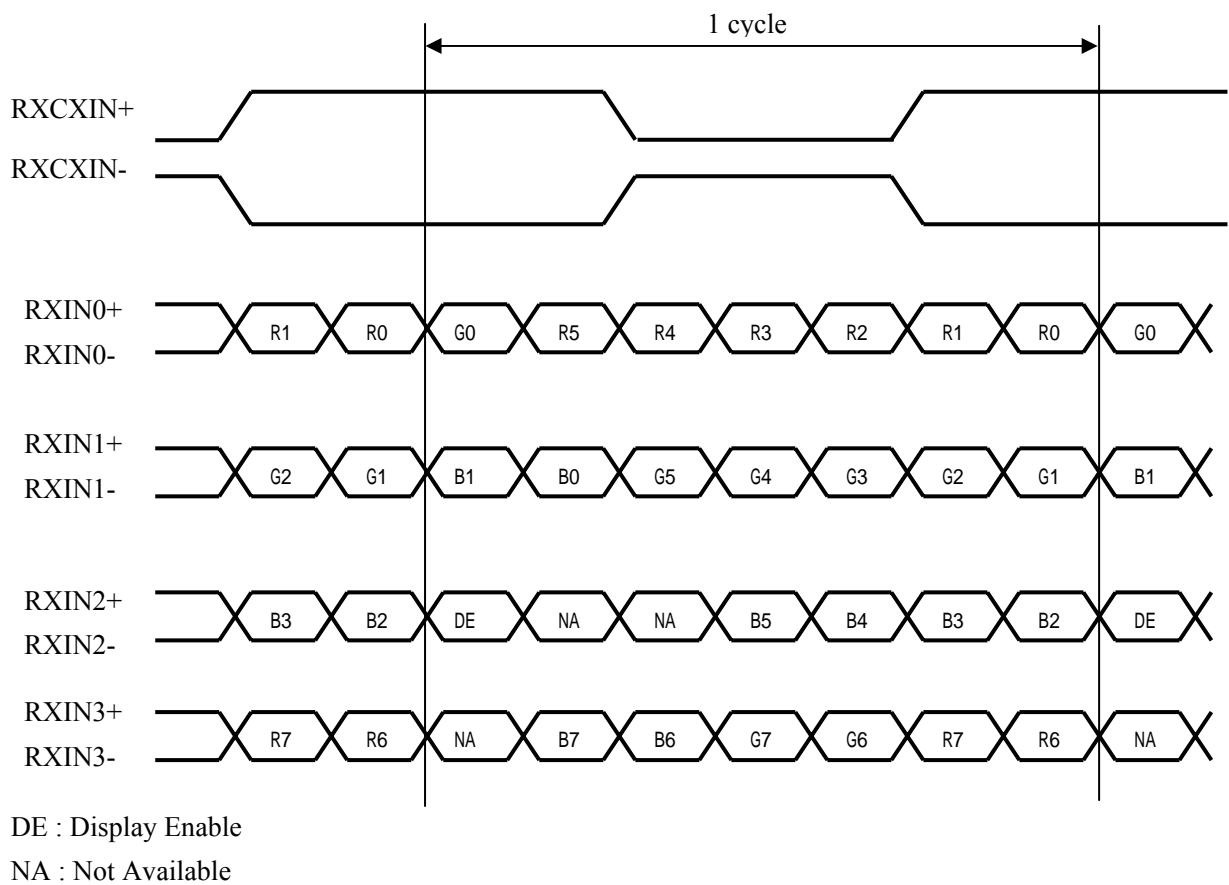 1 cycle
RXCXIN+
RXCXIN-
RXIN0+
R1 R0 G0 R5 R4 R3 R2 R1 R0 G0
RXIN0-
RXIN1+
G2 G1 B1 B0 G5 G4 G3 G2 G1 B1
RXIN1-
RXIN2+
B3 B2 DE NA NA B5 B4 B3 B2 DE
RXIN2-
RXIN3+
R7 R6 NA B7 B6 G7 G6 R7 R6 NA
RXIN3-
DE : Display Enable
NA : Not Available